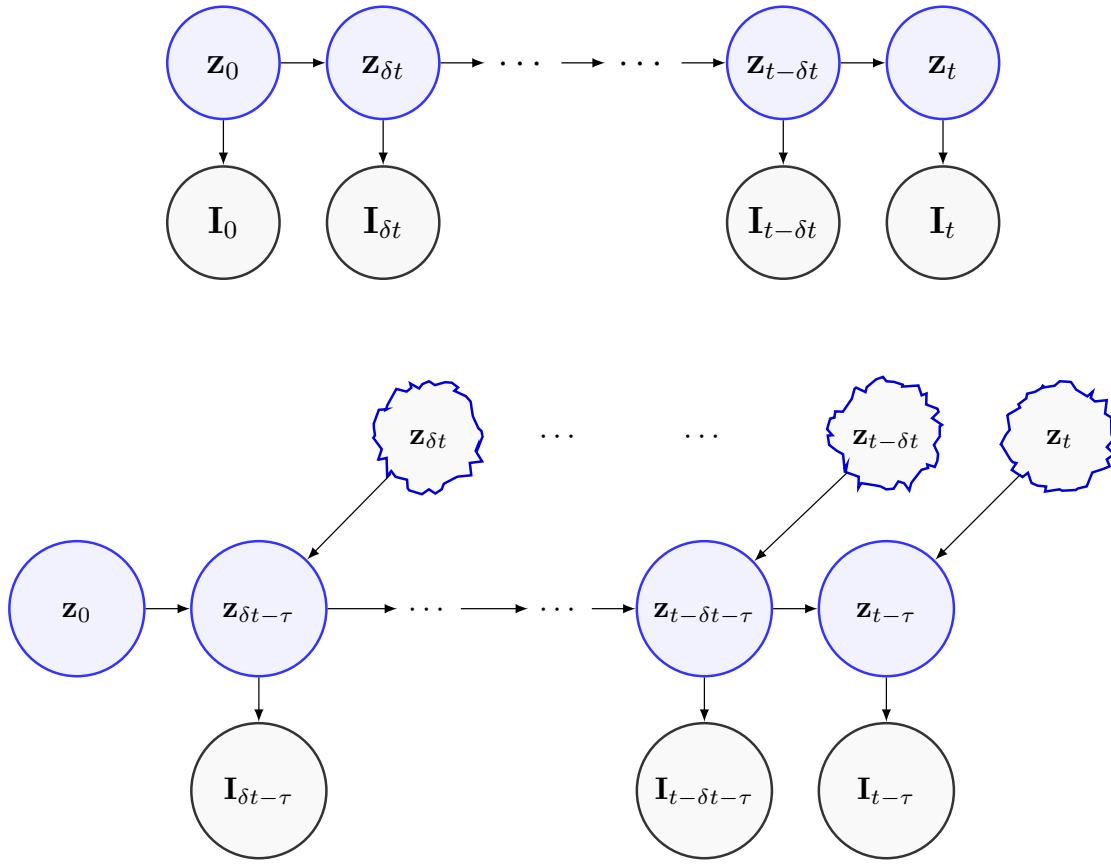 z_0 z_{δt} ··· ··· z_{t−δt} z_t
I_0 I_{δt} I_{t−δt} I_t
z_{δt} ··· ··· z_{t−δt} z_t
z_0 z_{δt−τ} ··· ··· z_{t−δt−τ} z_{t−τ}
I_{δt−τ} I_{t−δt−τ} I_{t−τ}